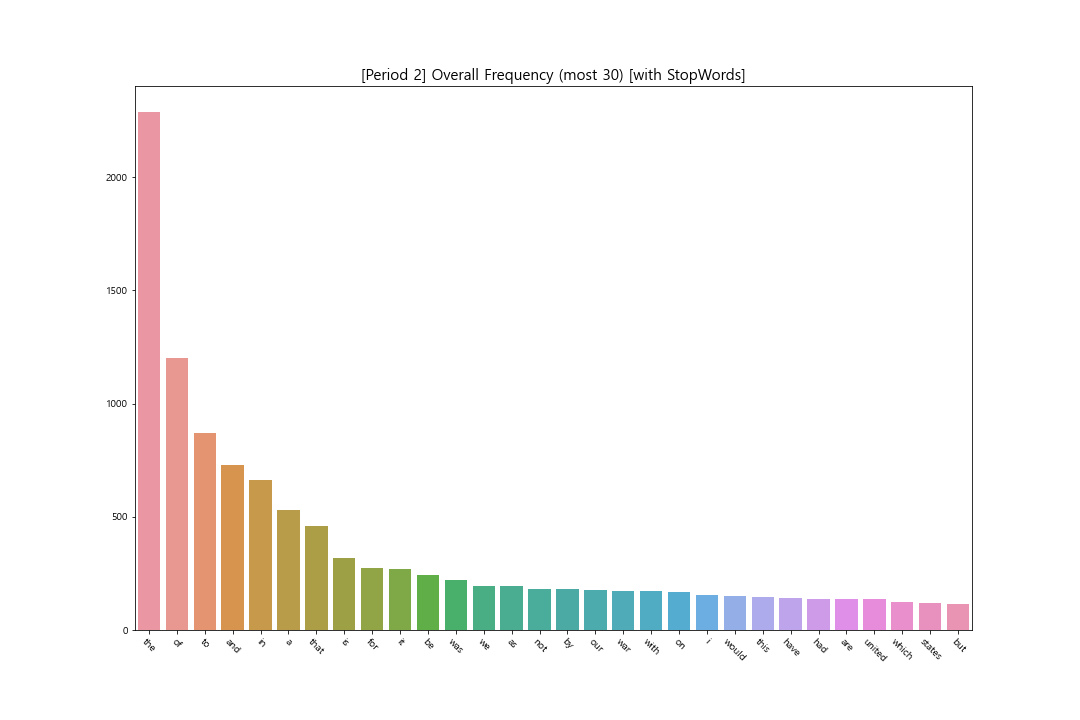 [Period 2] Overall Frequency (most 30) [with StopWords]
2000
1500
1000
500
0
the of to and in a that is for it be was we as not by our war with on i would this have had are united which states but